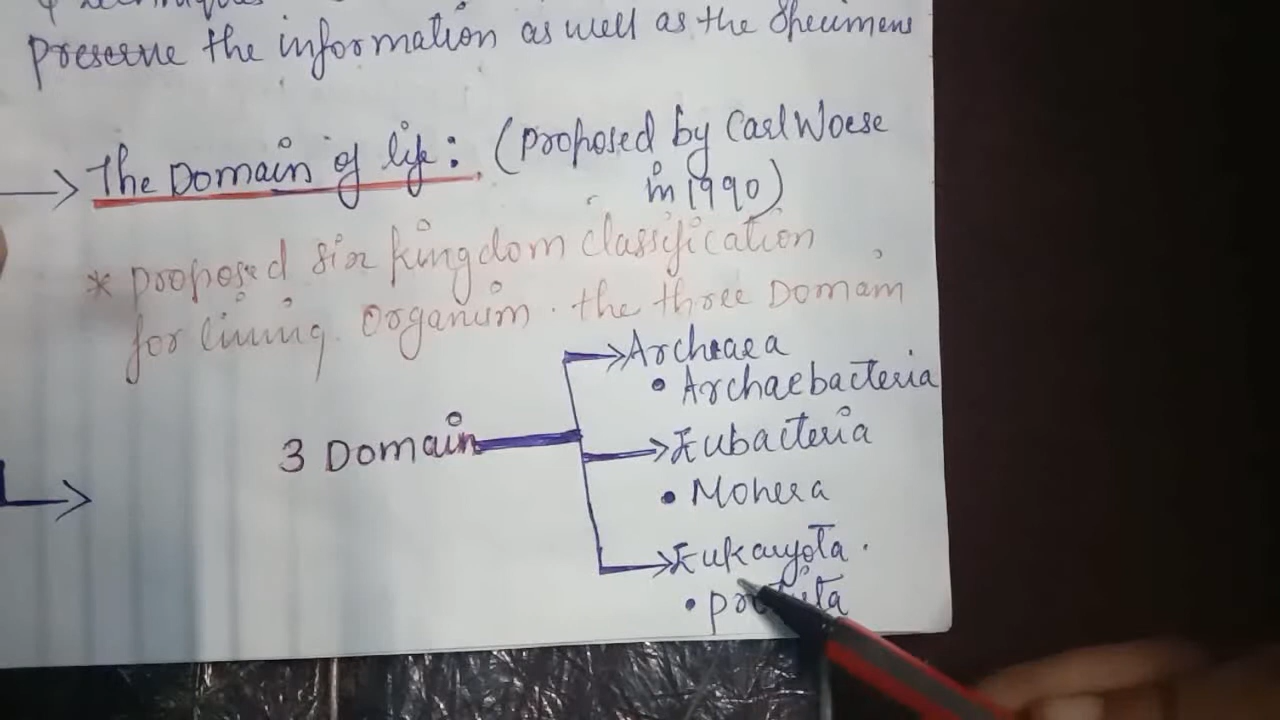 preserve the information as well as the specimens
The Domain of life: (proposed by Carl Woese
in 1990)
* proposed six kingdom classification
for living organism. the three Domain
Archaea
• Archaebacteria
3 Domain
Eubacteria
• Monera
Eukaryota.
• protista